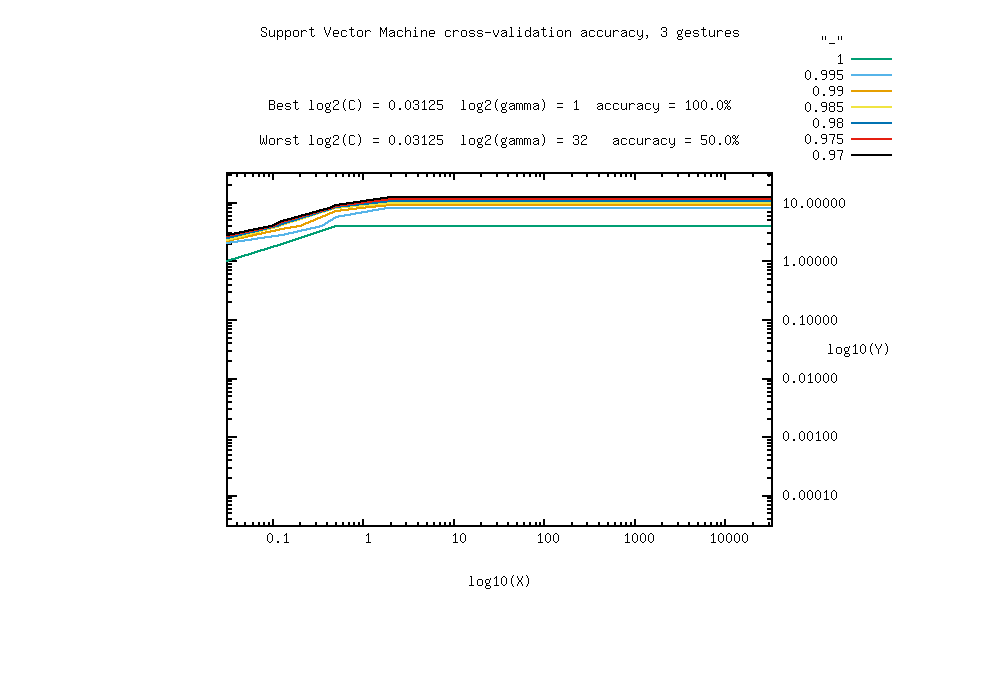 Support Vector Machine cross-validation accuracy, 3 gestures
"_"
1
0.995
0.99
0.985
0.98
0.975
0.97
Best log2(C) = 0.03125  log2(gamma) = 1  accuracy = 100.0%
Worst log2(C) = 0.03125  log2(gamma) = 32   accuracy = 50.0%
10.00000
1.00000
0.10000
log10(Y)
0.01000
0.00100
0.00010
0.1 1 10 100 1000 10000
log10(X)